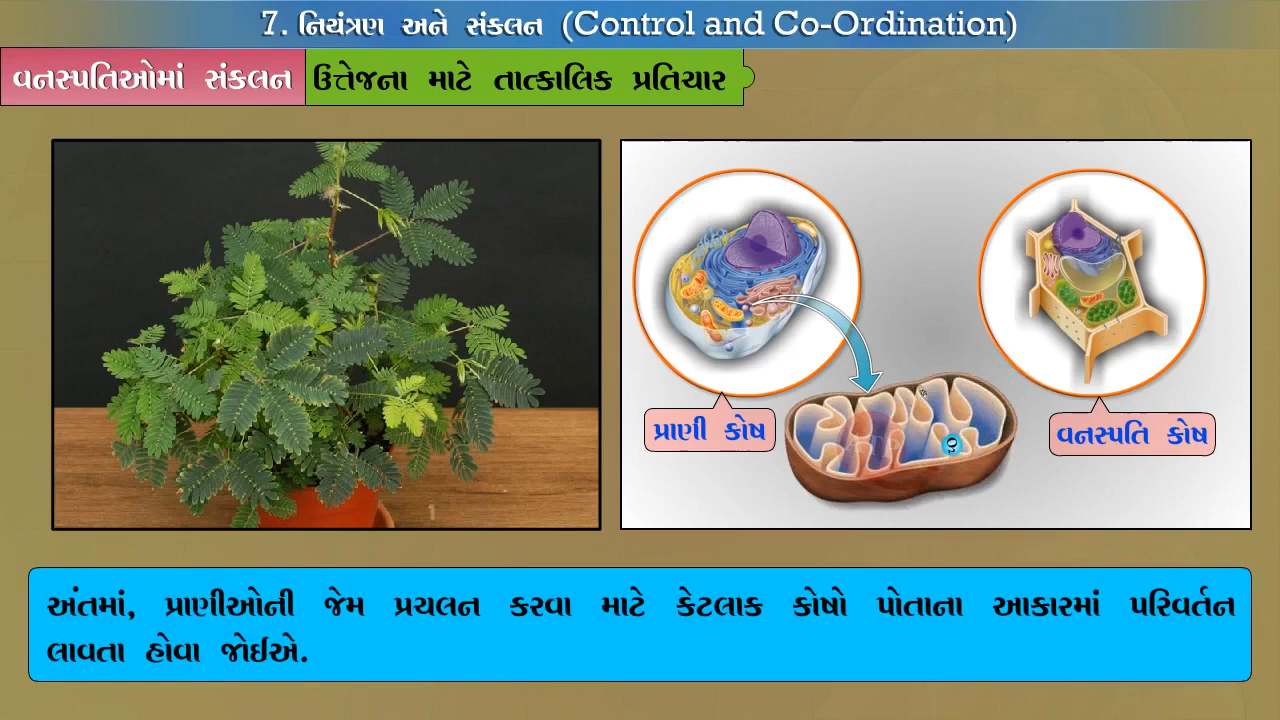 7. નિયંત્રણ અને સંકલન (Control and Co-Ordination)
વનસ્પતિઓમાં સંકલન
ઉત્તેજના માટે તાત્કાલિક પ્રતિચાર
પ્રાણી કોષ
વનસ્પતિ કોષ
O₂
અંતમાં, પ્રાણીઓની જેમ પ્રચલન કરવા માટે કેટલાક કોષો પોતાના આકારમાં પરિવર્તન
લાવતા હોવા જોઈએ.